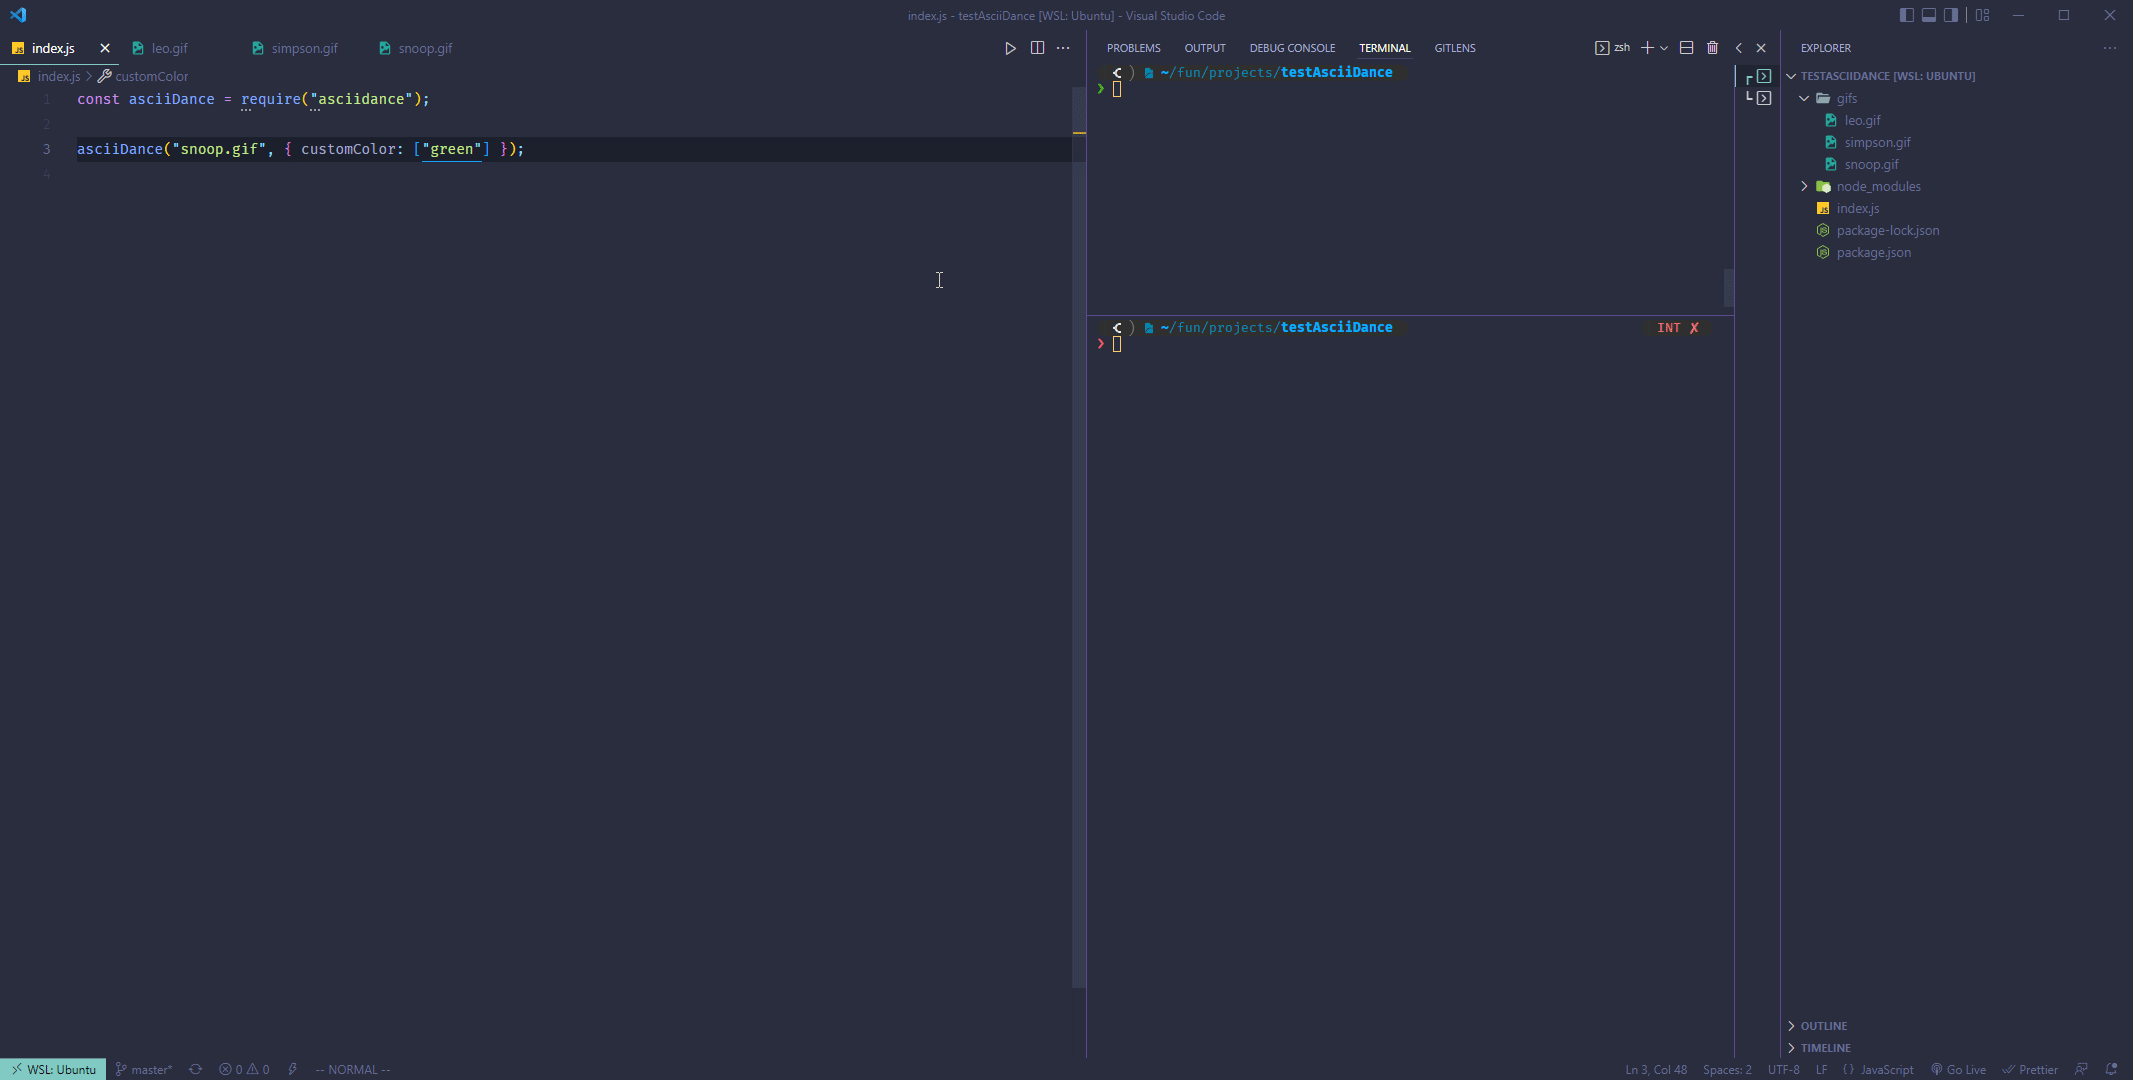 index.js - testAsciiDance [WSL: Ubuntu] - Visual Studio Code
index.js leo.gif simpson.gif snoop.gif
index.js > customColor
1 const asciiDance = require("asciidance");
2
3 asciiDance("snoop.gif", { customColor: ["green"] });
4
PROBLEMS OUTPUT DEBUG CONSOLE TERMINAL GITLENS zsh
~/fun/projects/testAsciiDance
~/fun/projects/testAsciiDance INT ✗
EXPLORER
TESTASCIIDANCE [WSL: UBUNTU]
gifs
leo.gif
simpson.gif
snoop.gif
node_modules
index.js
package-lock.json
package.json
OUTLINE
TIMELINE
WSL: Ubuntu master* 0 0 -- NORMAL -- Ln 3, Col 48 Spaces: 2 UTF-8 LF {} JavaScript Go Live Prettier